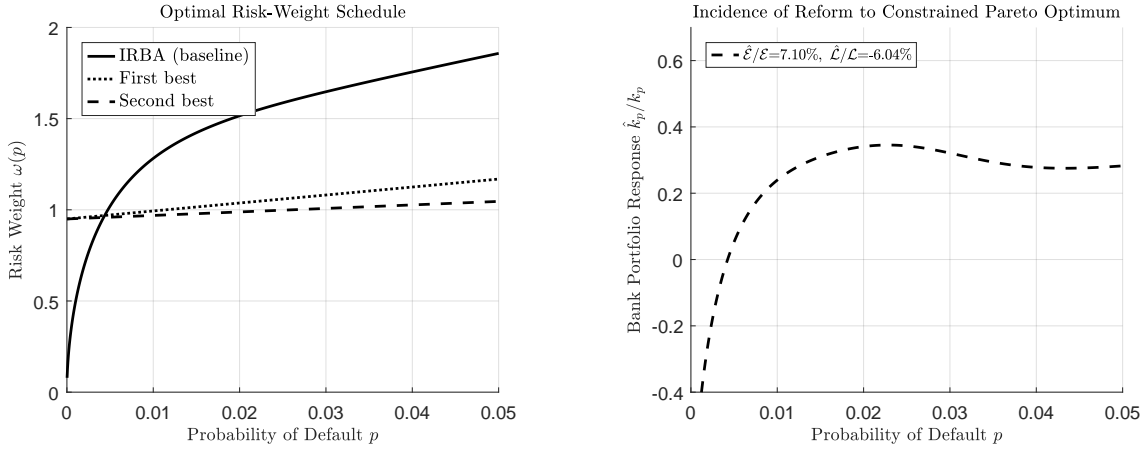 Optimal Risk-Weight Schedule
2
1.5
1
0.5
0
Risk Weight ω(p)
IRBA (baseline)
First best
Second best
0 0.01 0.02 0.03 0.04 0.05
Probability of Default p
Incidence of Reform to Constrained Pareto Optimum
0.6
0.4
0.2
0
-0.2
-0.4
Bank Portfolio Response k̂_p/k_p
ℰ̂/ℰ=7.10%, ℒ̂/ℒ=-6.04%
0 0.01 0.02 0.03 0.04 0.05
Probability of Default p